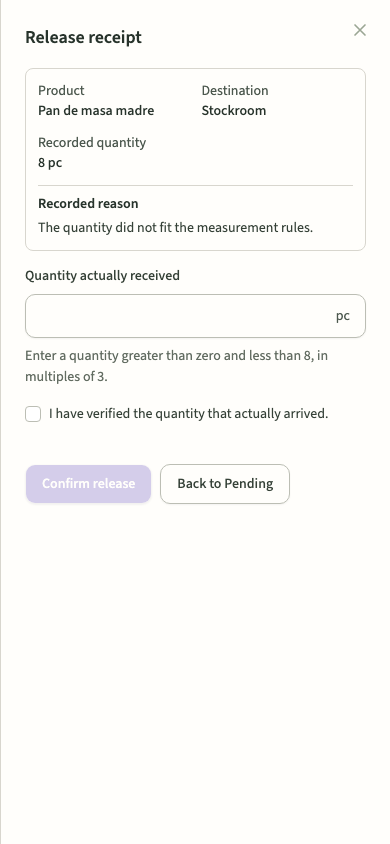 Release receipt
Product
Destination
Pan de masa madre
Stockroom
Recorded quantity
8 pc
Recorded reason
The quantity did not fit the measurement rules.
Quantity actually received
pc
Enter a quantity greater than zero and less than 8, in
multiples of 3.
I have verified the quantity that actually arrived.
Confirm release
Back to Pending